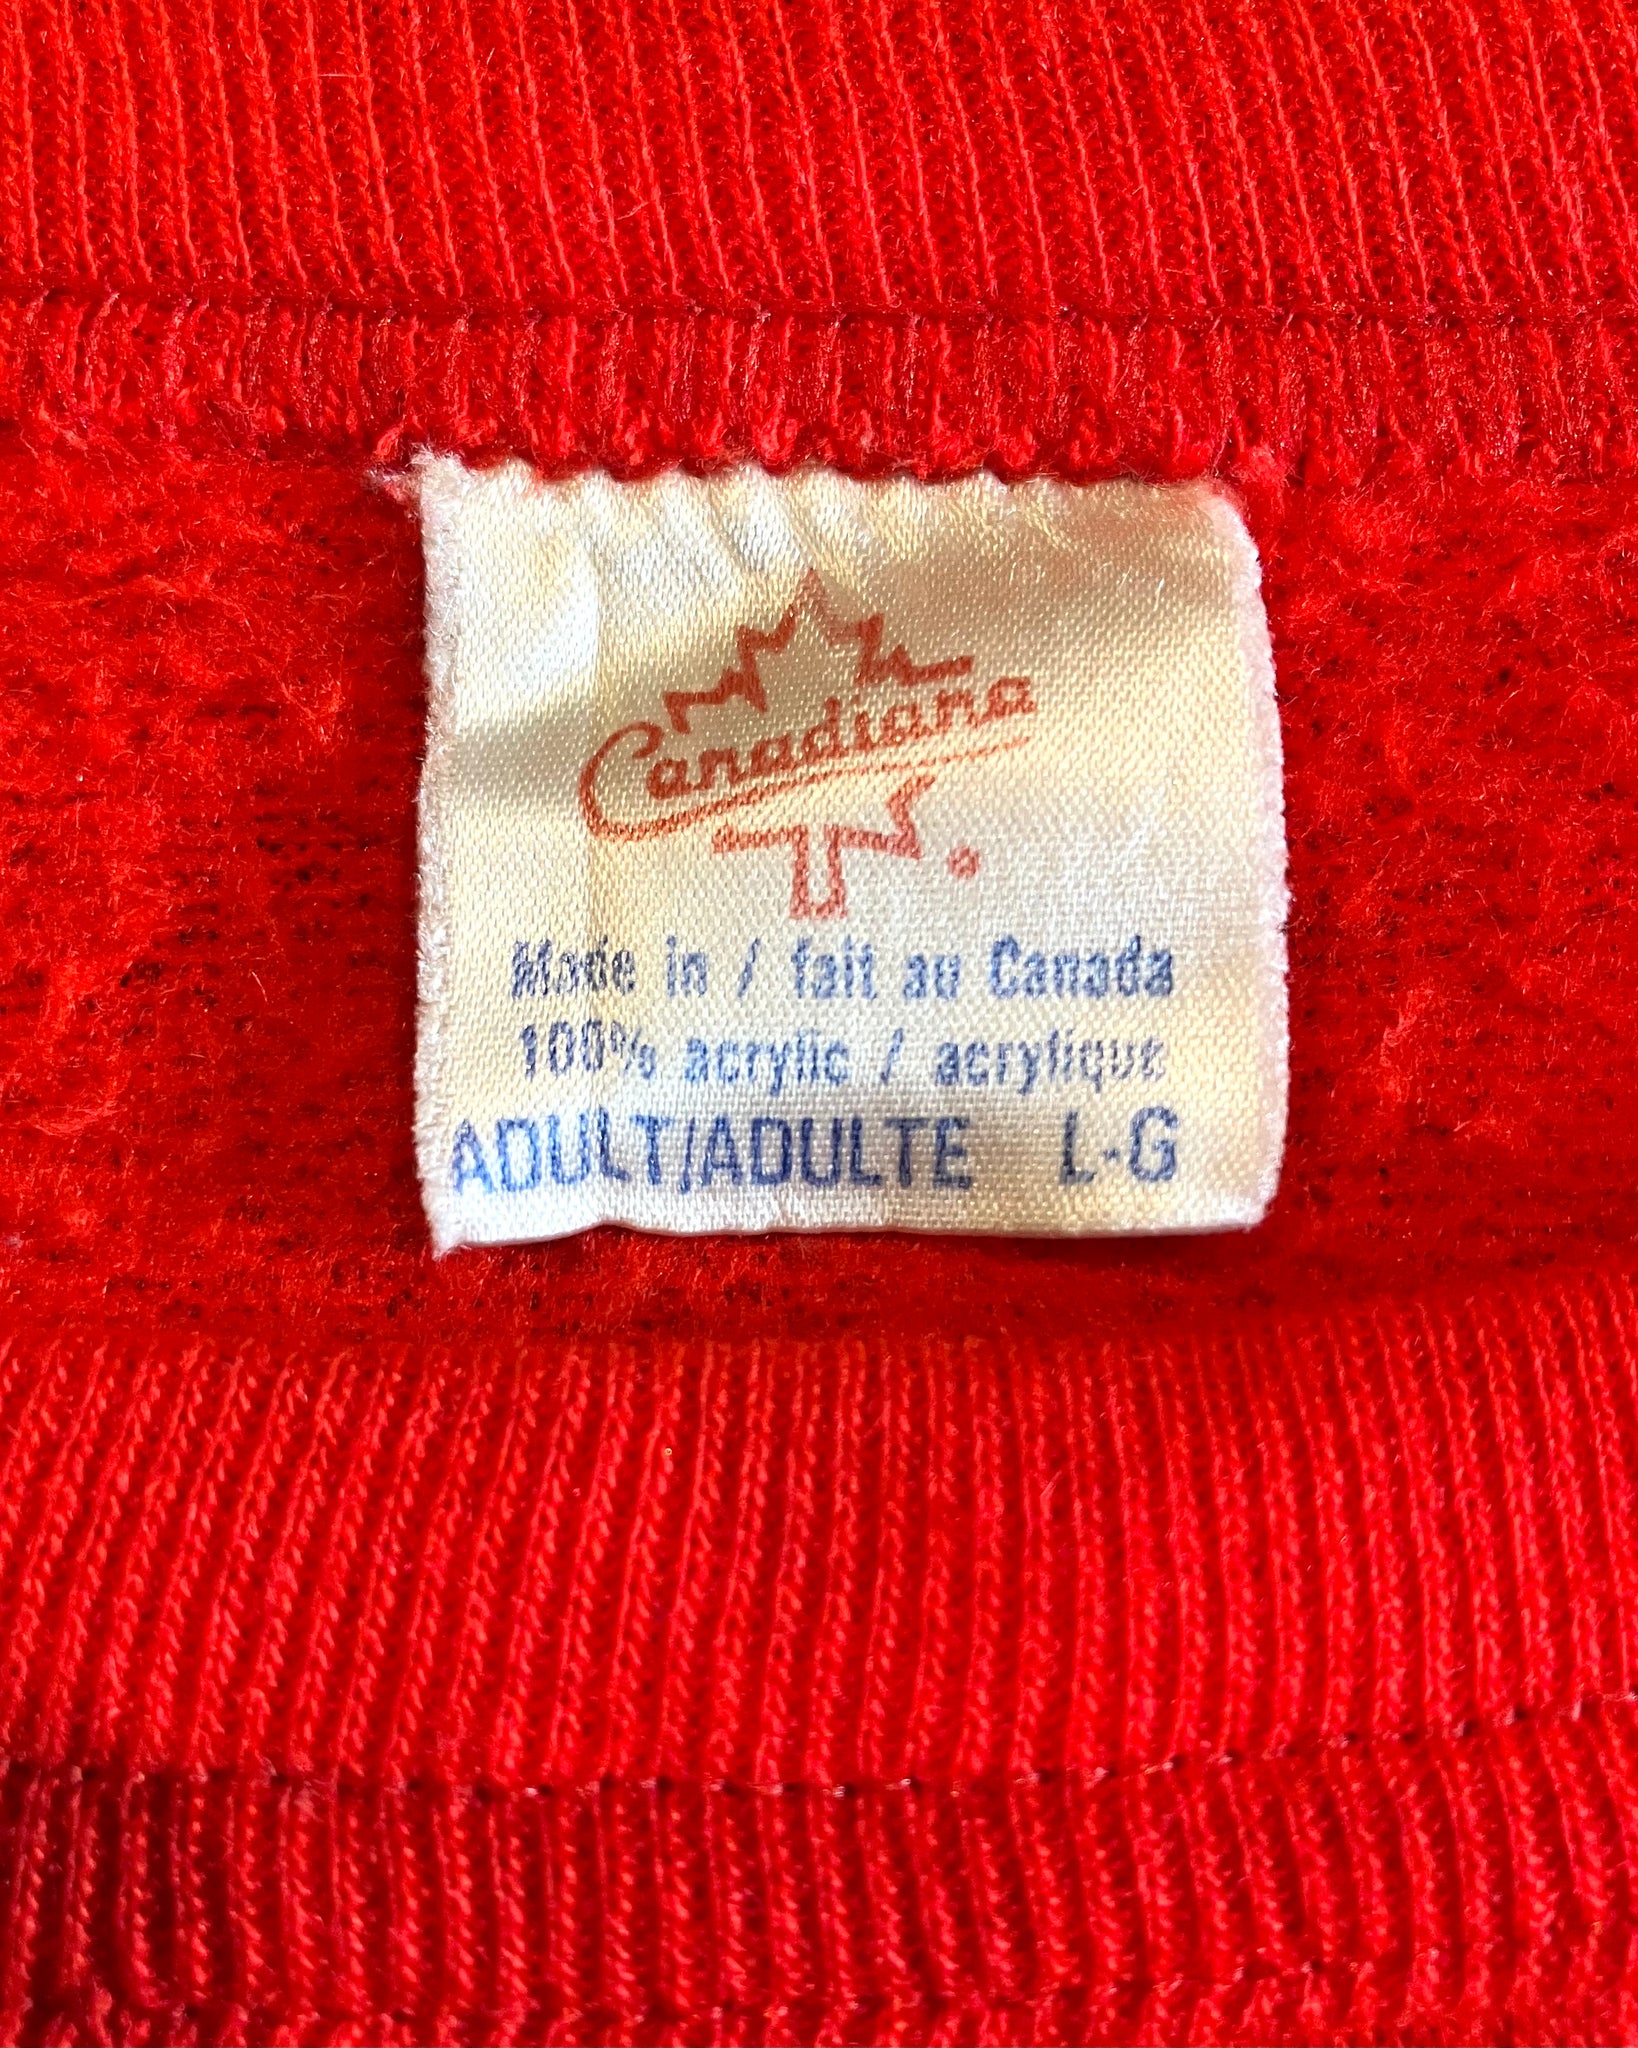 Canadiana
Made in / fait au Canada
100% acrylic / acrylique
ADULT/ADULTE L-G